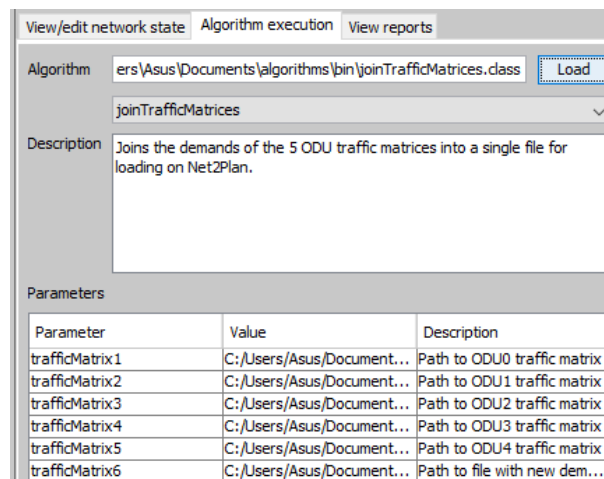 View/edit network state Algorithm execution View reports
Algorithm ers\Asus\Documents\algorithms\bin\joinTrafficMatrices.class Load
joinTrafficMatrices
Description Joins the demands of the 5 ODU traffic matrices into a single file for
loading on Net2Plan.
Parameters
Parameter Value Description
trafficMatrix1 C:/Users/Asus/Document... Path to ODU0 traffic matrix
trafficMatrix2 C:/Users/Asus/Document... Path to ODU1 traffic matrix
trafficMatrix3 C:/Users/Asus/Document... Path to ODU2 traffic matrix
trafficMatrix4 C:/Users/Asus/Document... Path to ODU3 traffic matrix
trafficMatrix5 C:/Users/Asus/Document... Path to ODU4 traffic matrix
trafficMatrix6 C:/Users/Asus/Document... Path to file with new dem...